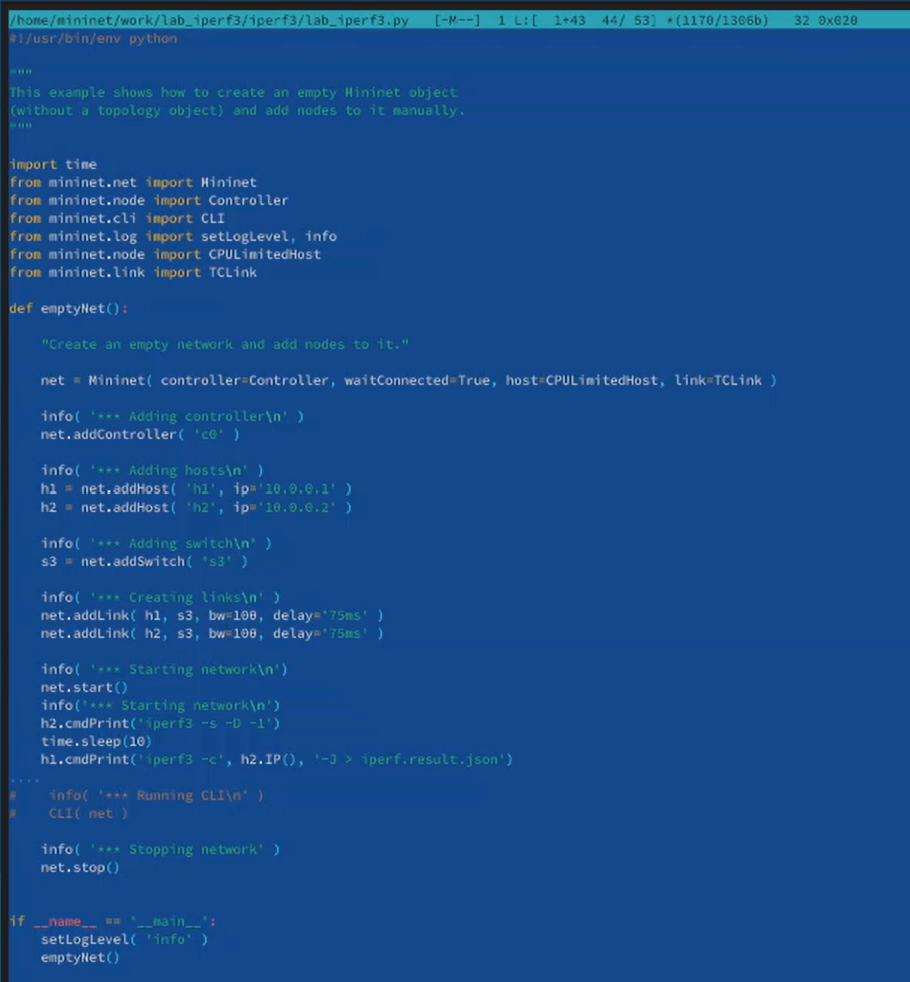 /home/mininet/work/lab_iperf3/iperf3/lab_iperf3.py   [-M--]  1 L:[  1+43  44/ 53] *(1170/1306b)   32 0x020
#!/usr/bin/env python

"""
This example shows how to create an empty Mininet object
(without a topology object) and add nodes to it manually.
"""

import time
from mininet.net import Mininet
from mininet.node import Controller
from mininet.cli import CLI
from mininet.log import setLogLevel, info
from mininet.node import CPULimitedHost
from mininet.link import TCLink

def emptyNet():

    "Create an empty network and add nodes to it."

    net = Mininet( controller=Controller, waitConnected=True, host=CPULimitedHost, link=TCLink )

    info( '*** Adding controller\n' )
    net.addController( 'c0' )

    info( '*** Adding hosts\n' )
    h1 = net.addHost( 'h1', ip='10.0.0.1' )
    h2 = net.addHost( 'h2', ip='10.0.0.2' )

    info( '*** Adding switch\n' )
    s3 = net.addSwitch( 's3' )

    info( '*** Creating links\n' )
    net.addLink( h1, s3, bw=100, delay='75ms' )
    net.addLink( h2, s3, bw=100, delay='75ms' )

    info( '*** Starting network\n')
    net.start()
    info('*** Starting network\n')
    h2.cmdPrint('iperf3 -s -D -1')
    time.sleep(10)
    h1.cmdPrint('iperf3 -c', h2.IP(), '-J > iperf.result.json')
....
#    info( '*** Running CLI\n' )
#    CLI( net )

    info( '*** Stopping network' )
    net.stop()


if __name__ == '__main__':
    setLogLevel( 'info' )
    emptyNet()